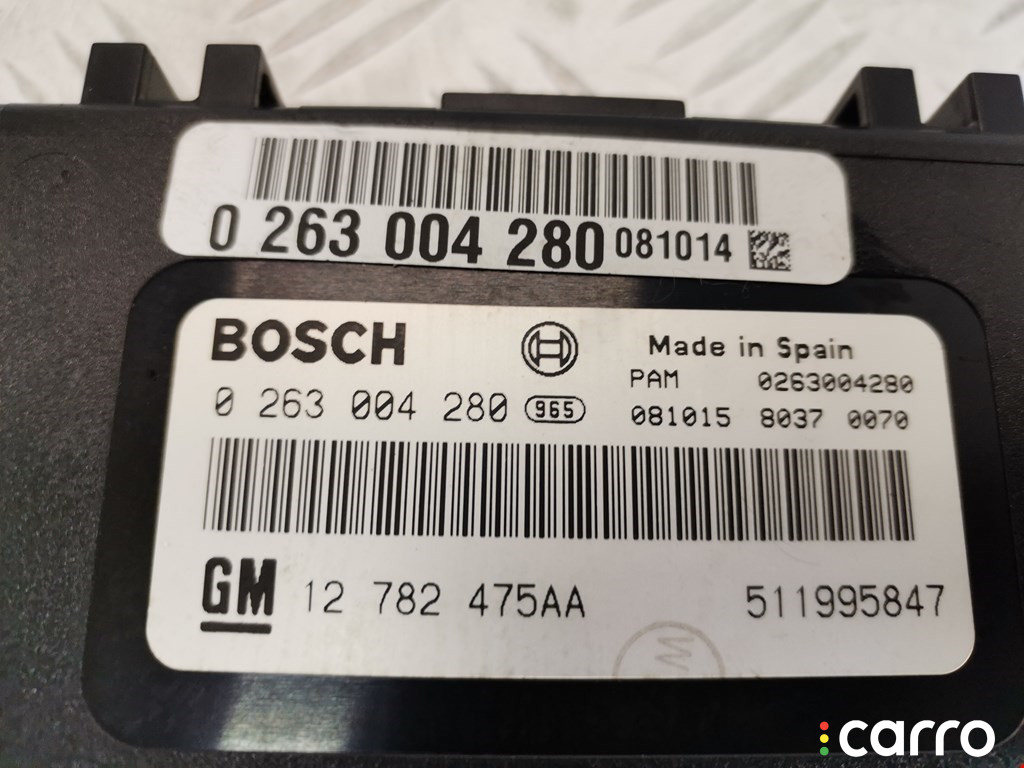 0 263 004 280 081014
BOSCH
Made in Spain
PAM 0263004280
0 263 004 280 965
081015 8037 0070
GM 12 782 475AA 511995847
W
carro